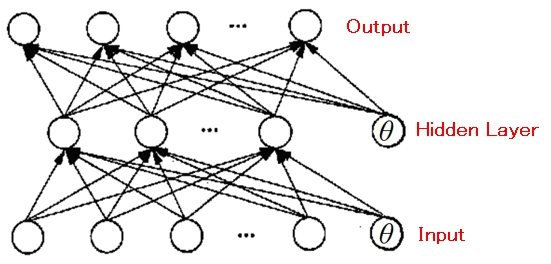 ... Output
... θ Hidden Layer
... θ Input